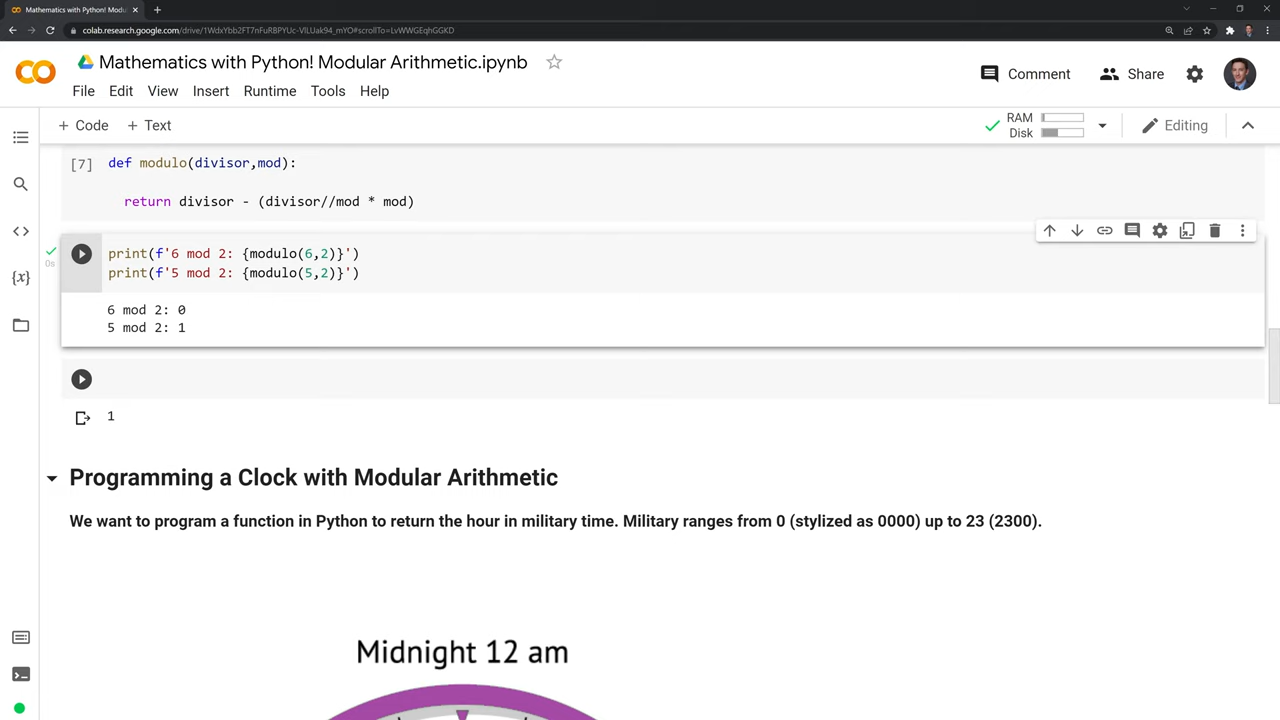 Mathematics with Python! Modular Arithmetic
colab.research.google.com/drive/1WdxYbb2FT7nFuRBPYUc-VlLUak94_mYO#scrollTo=LvWWGEqhGGKD
Mathematics with Python! Modular Arithmetic.ipynb
Comment
Share
File Edit View Insert Runtime Tools Help
+ Code + Text
RAM
Disk
Editing
[7] def modulo(divisor,mod):
return divisor - (divisor//mod * mod)
print(f'6 mod 2: {modulo(6,2)}')
print(f'5 mod 2: {modulo(5,2)}')
0s
6 mod 2: 0
5 mod 2: 1
{x}
1
Programming a Clock with Modular Arithmetic
We want to program a function in Python to return the hour in military time. Military ranges from 0 (stylized as 0000) up to 23 (2300).
Midnight 12 am